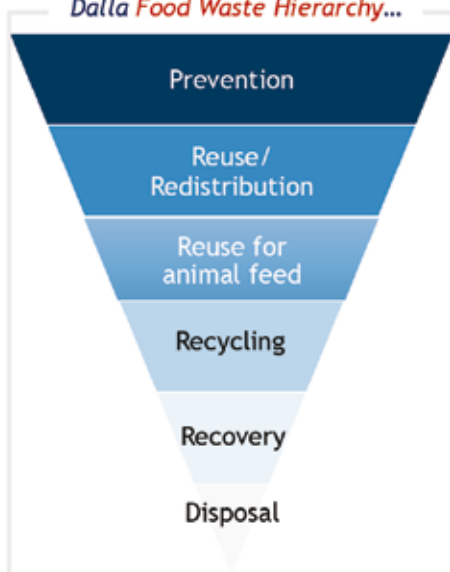 Dalla Food Waste Hierarchy...
Prevention
Reuse/
Redistribution
Reuse for
animal feed
Recycling
Recovery
Disposal